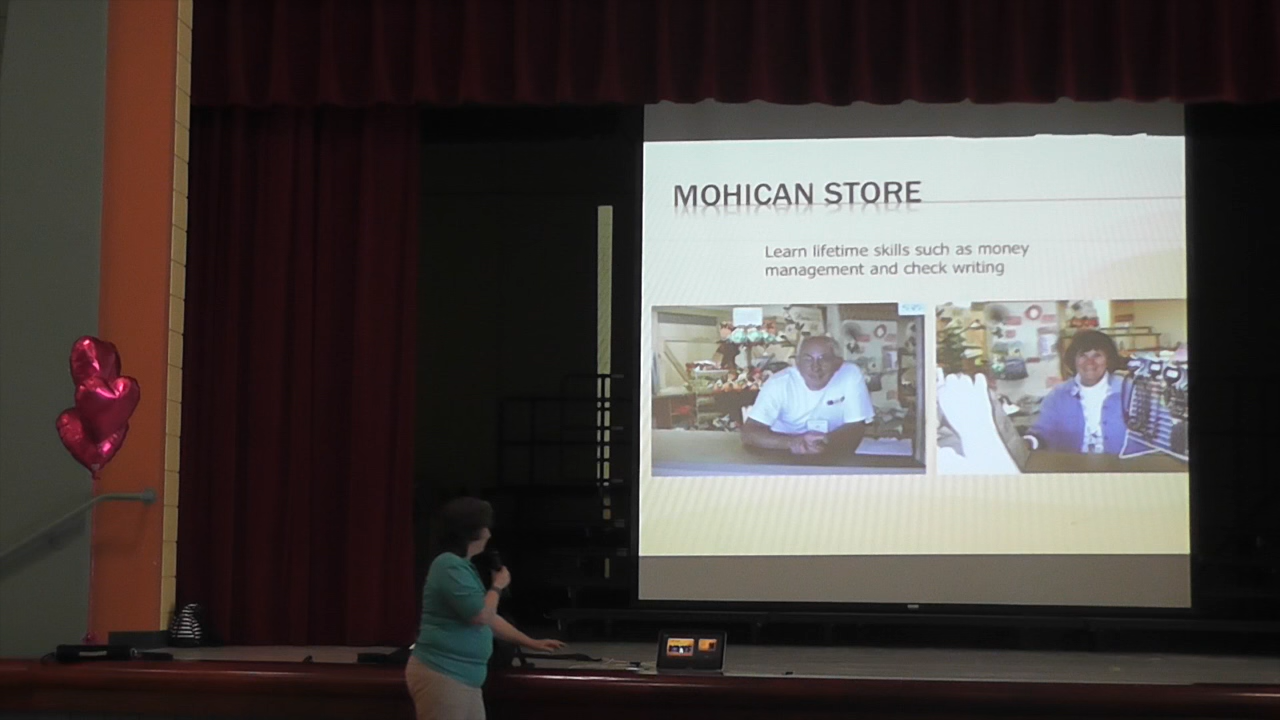 MOHICAN STORE
Learn lifetime skills such as money
management and check writing